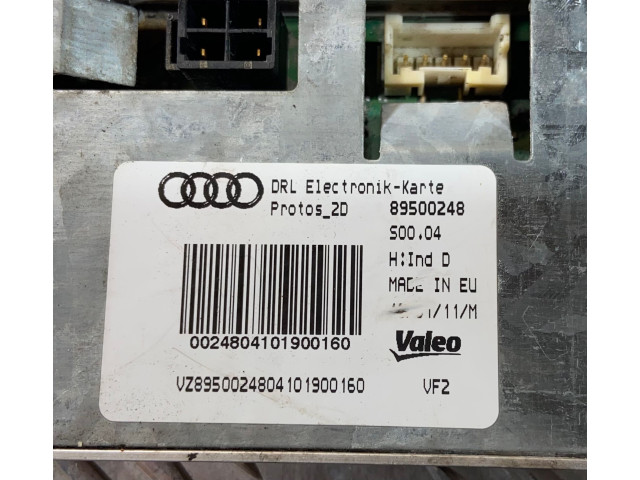 DRL Electronik-Karte
Protos_2D 89500248
S00.04
H:Ind D
MADE IN EU
/11/M
0024804101900160
Valeo
VZ8950024804101900160 VF2